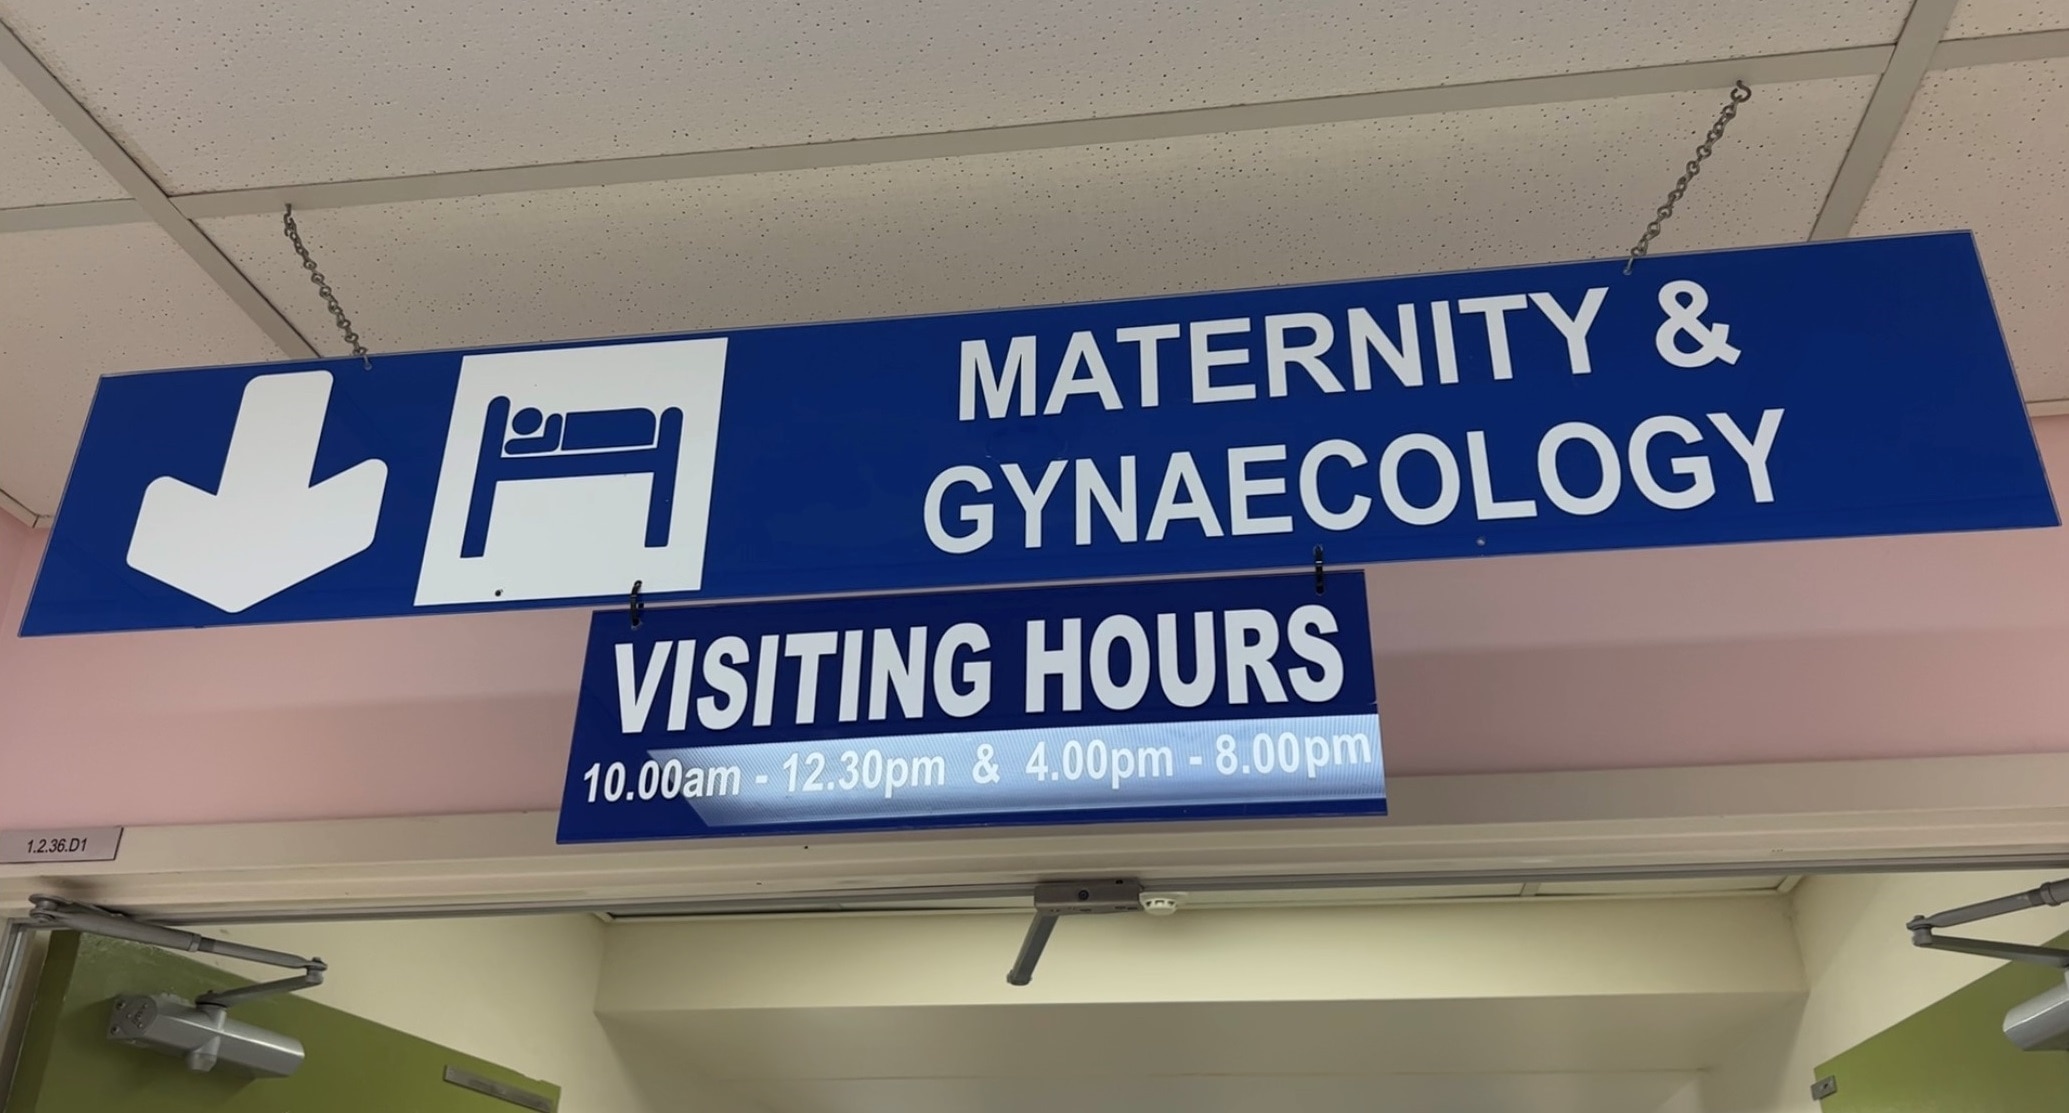 MATERNITY &
GYNAECOLOGY
VISITING HOURS
10.00am - 12.30pm & 4.00pm - 8.00pm
1.2.36.D1